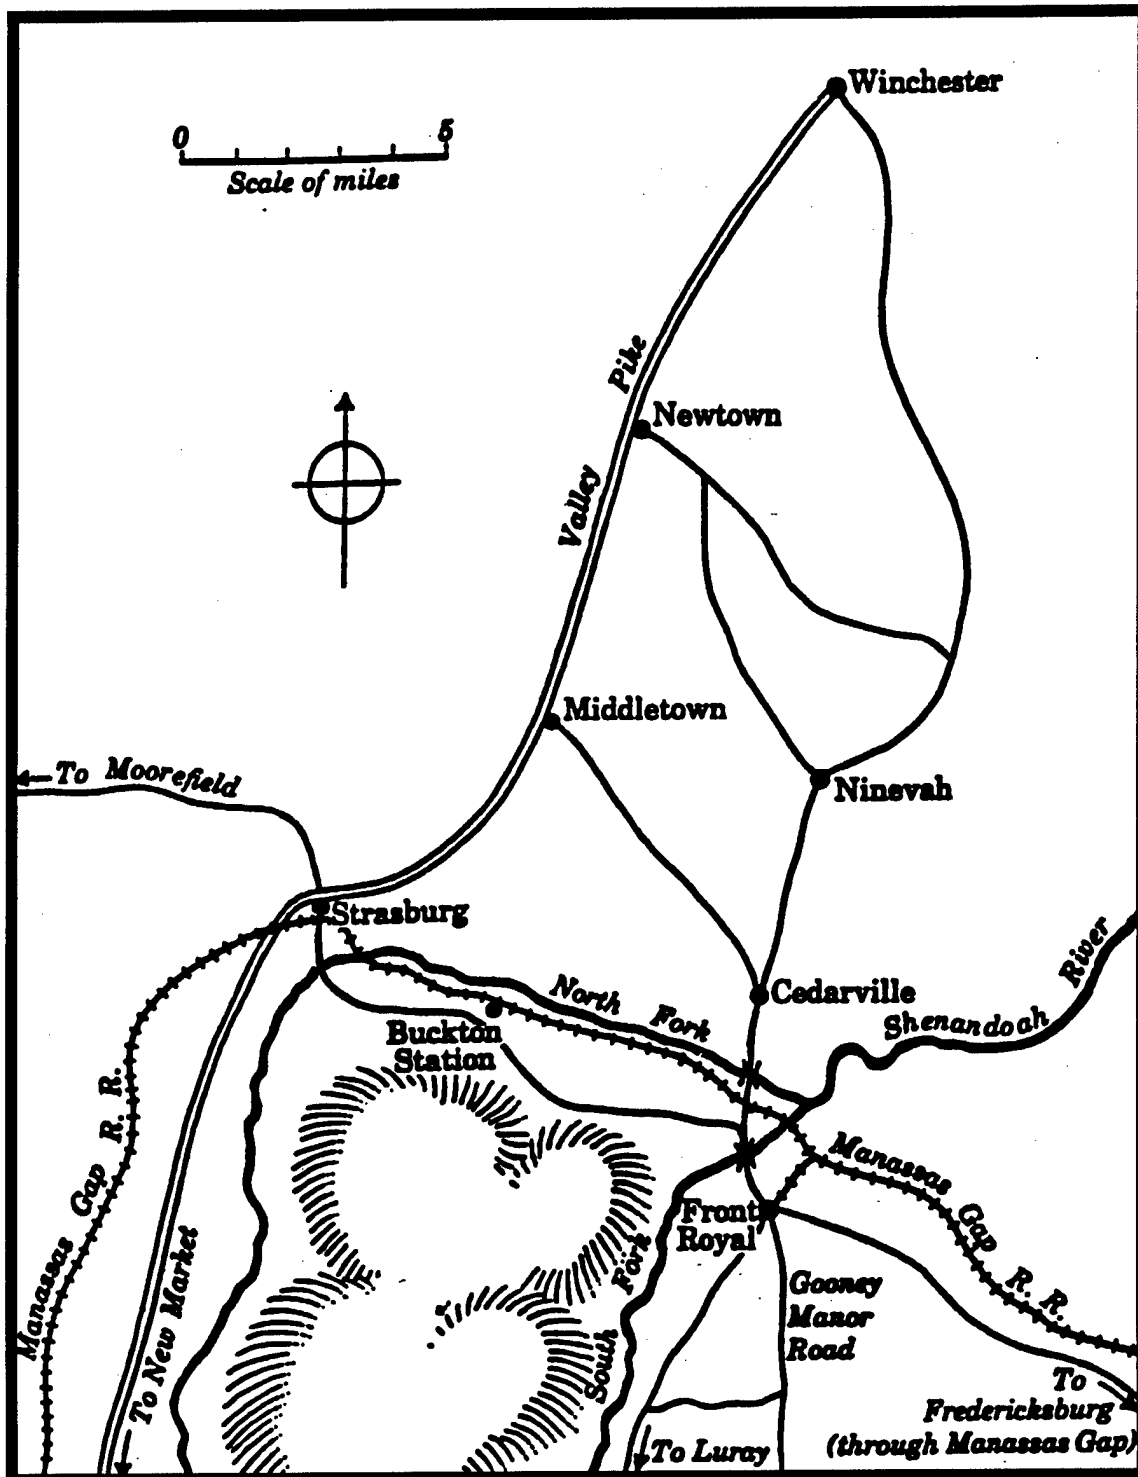 Winchester
0 5
Scale of miles
Pike
Newtown
Valley
Middletown
To Moorefield
Ninevah
Strasburg
River
Cedarville
North Fork
Shenandoah
Buckton
Station
Manassas Gap R. R.
Manassas Gap R. R.
Front
Royal
South Fork
To New Market
Gooney
Manor
Road
To
Fredericksburg
(through Manassas Gap)
To Luray